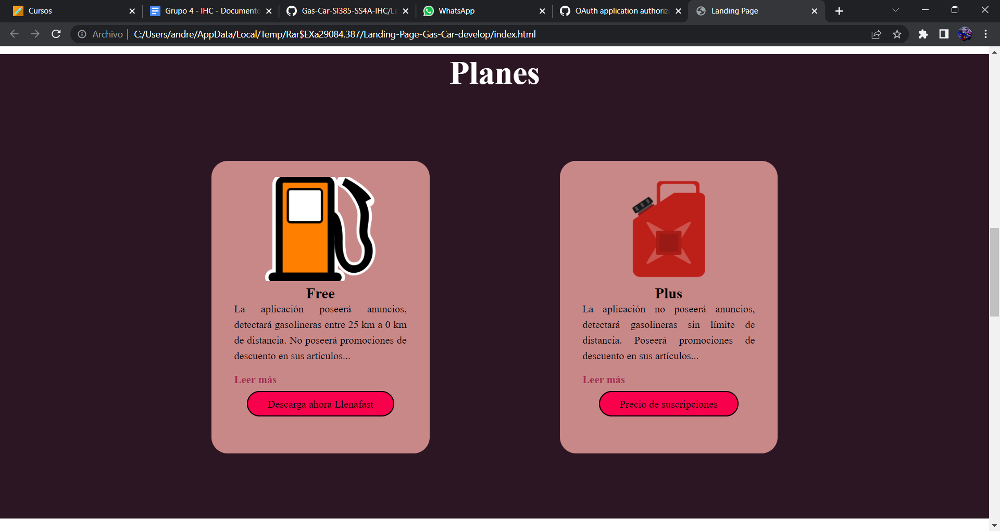 Cursos
Grupo 4 - IHC - Documento
Gas-Car-SI385-SS4A-IHC/La
WhatsApp
OAuth application authorize
Landing Page
Archivo
C:/Users/andre/AppData/Local/Temp/Rar$EXa29084.387/Landing-Page-Gas-Car-develop/index.html
Planes
Free
La aplicación poseerá anuncios,
detectará gasolineras entre 25 km a 0 km
de distancia. No poseerá promociones de
descuento en sus artículos...
Leer más
Descarga ahora Llenafast
Plus
La aplicación no poseerá anuncios,
detectará gasolineras sin límite de
distancia. Poseerá promociones de
descuento en sus artículos...
Leer más
Precio de suscripciones